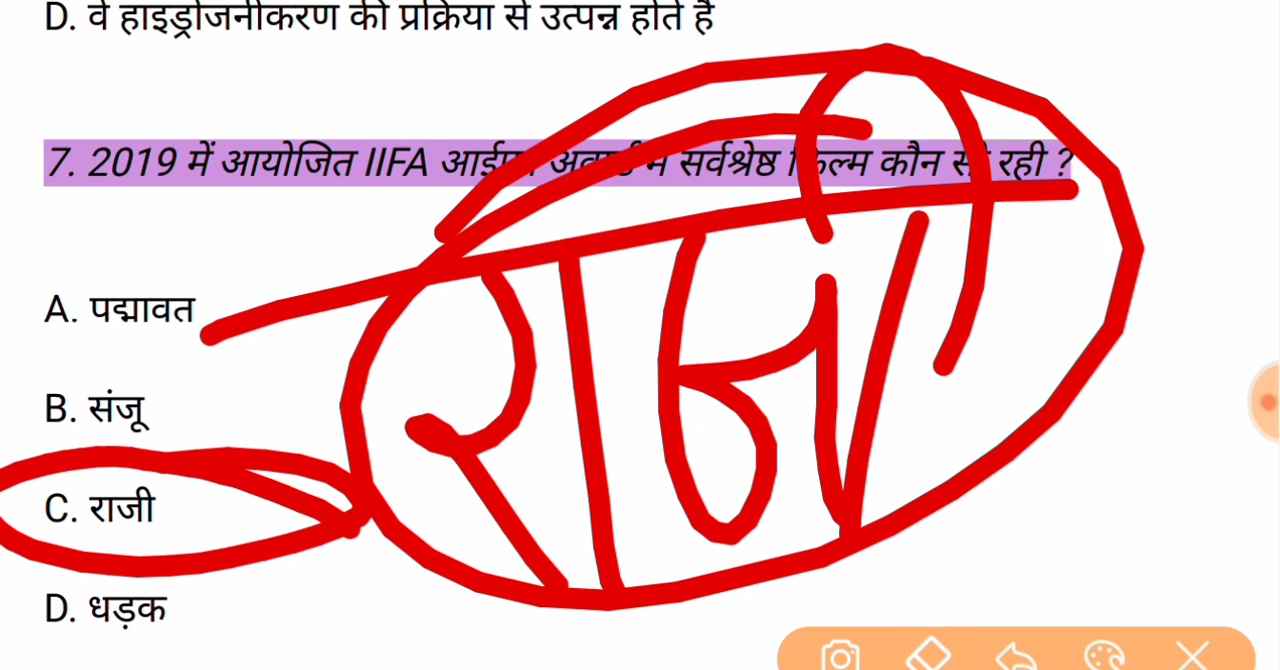 D. वे हाइड्रोजनीकरण की प्रक्रिया से उत्पन्न होते हैं
7. 2019 में आयोजित IIFA में सर्वश्रेष्ठ फिल्म कौन सी रही ?
राजी
A. पद्मावत
B. संजू
C. राजी
D. धड़क